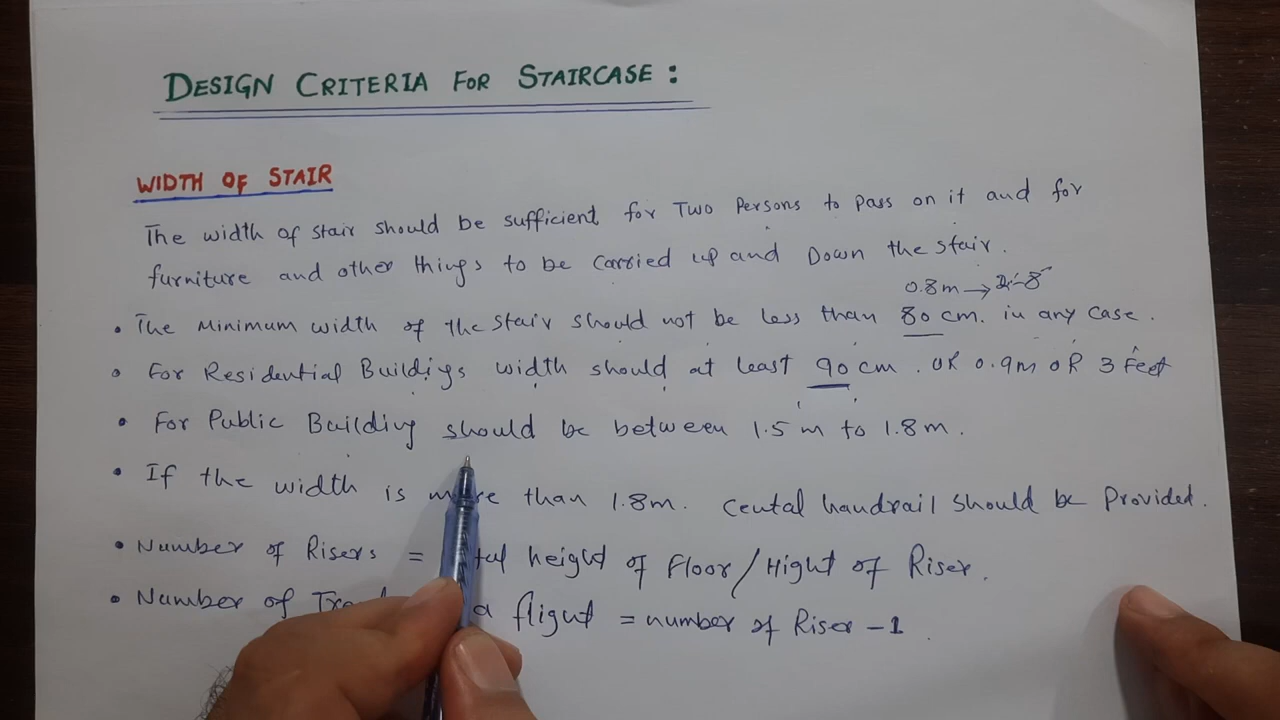 DESIGN CRITERIA FOR STAIRCASE :
WIDTH OF STAIR
The width of stair should be sufficient for Two Persons to pass on it and for
furniture and other things to be carried up and Down the stair.
0.8m →
• The Minimum width of the stair should not be less than 80 cm. in any case.
• For Residential Buildings width should at least 90 cm. OR 0.9m OR 3 Feet
• For Public Building should be between 1.5 m to 1.8 m.
• If the width is more than 1.8m. Cental handrail should be Provided.
• Number of Risers = height of Floor/Hight of Riser.
• Number of a flight = number of Riser -1